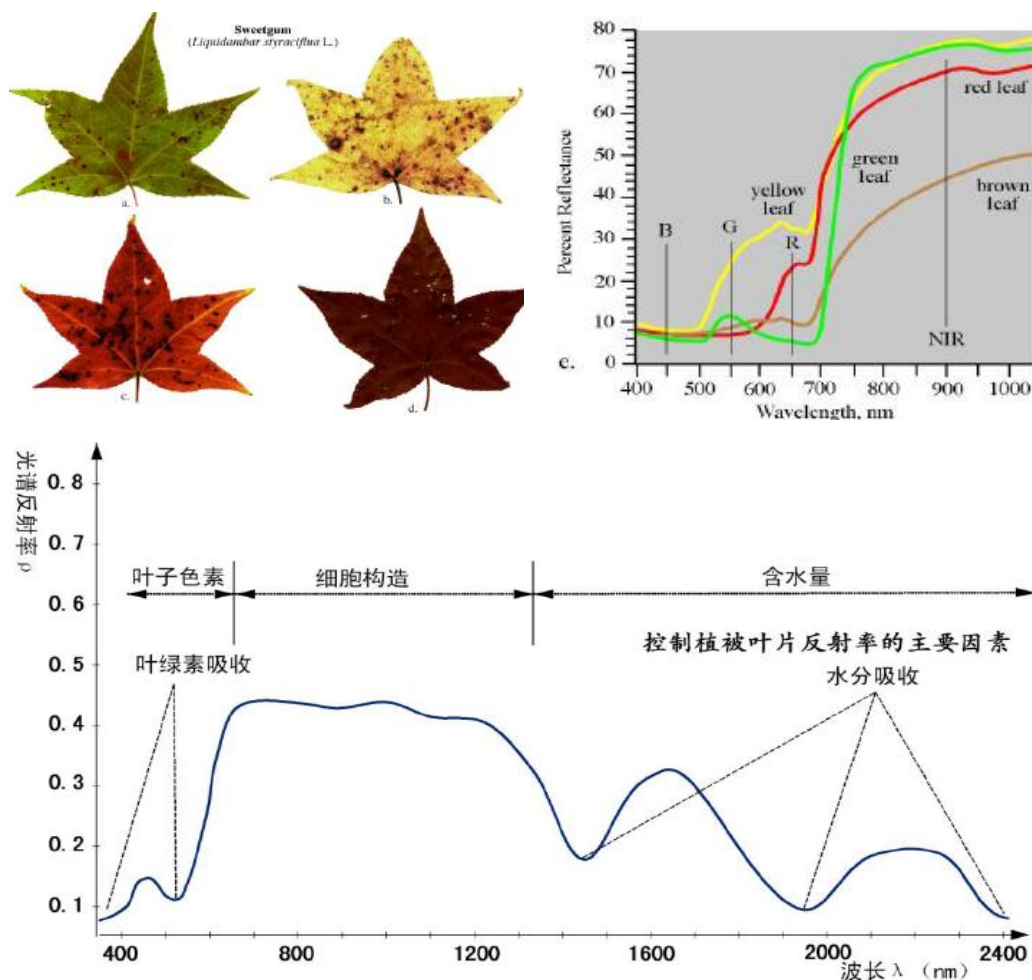 Sweetgum
(Liquidambar styraciflua L.)
a.
b.
c.
d.
80
70
60
50
40
30
20
10
0
Percent Reflectance
B
G
R
NIR
yellow
leaf
green
leaf
red leaf
brown
leaf
e.
400 500 600 700 800 900 1000
Wavelength, nm
光谱反射率 ρ
0.8
0.7
0.6
0.5
0.4
0.3
0.2
0.1
叶子色素
细胞构造
含水量
叶绿素吸收
控制植被叶片反射率的主要因素
水分吸收
400 800 1200 1600 2000 2400
波长 λ (nm)